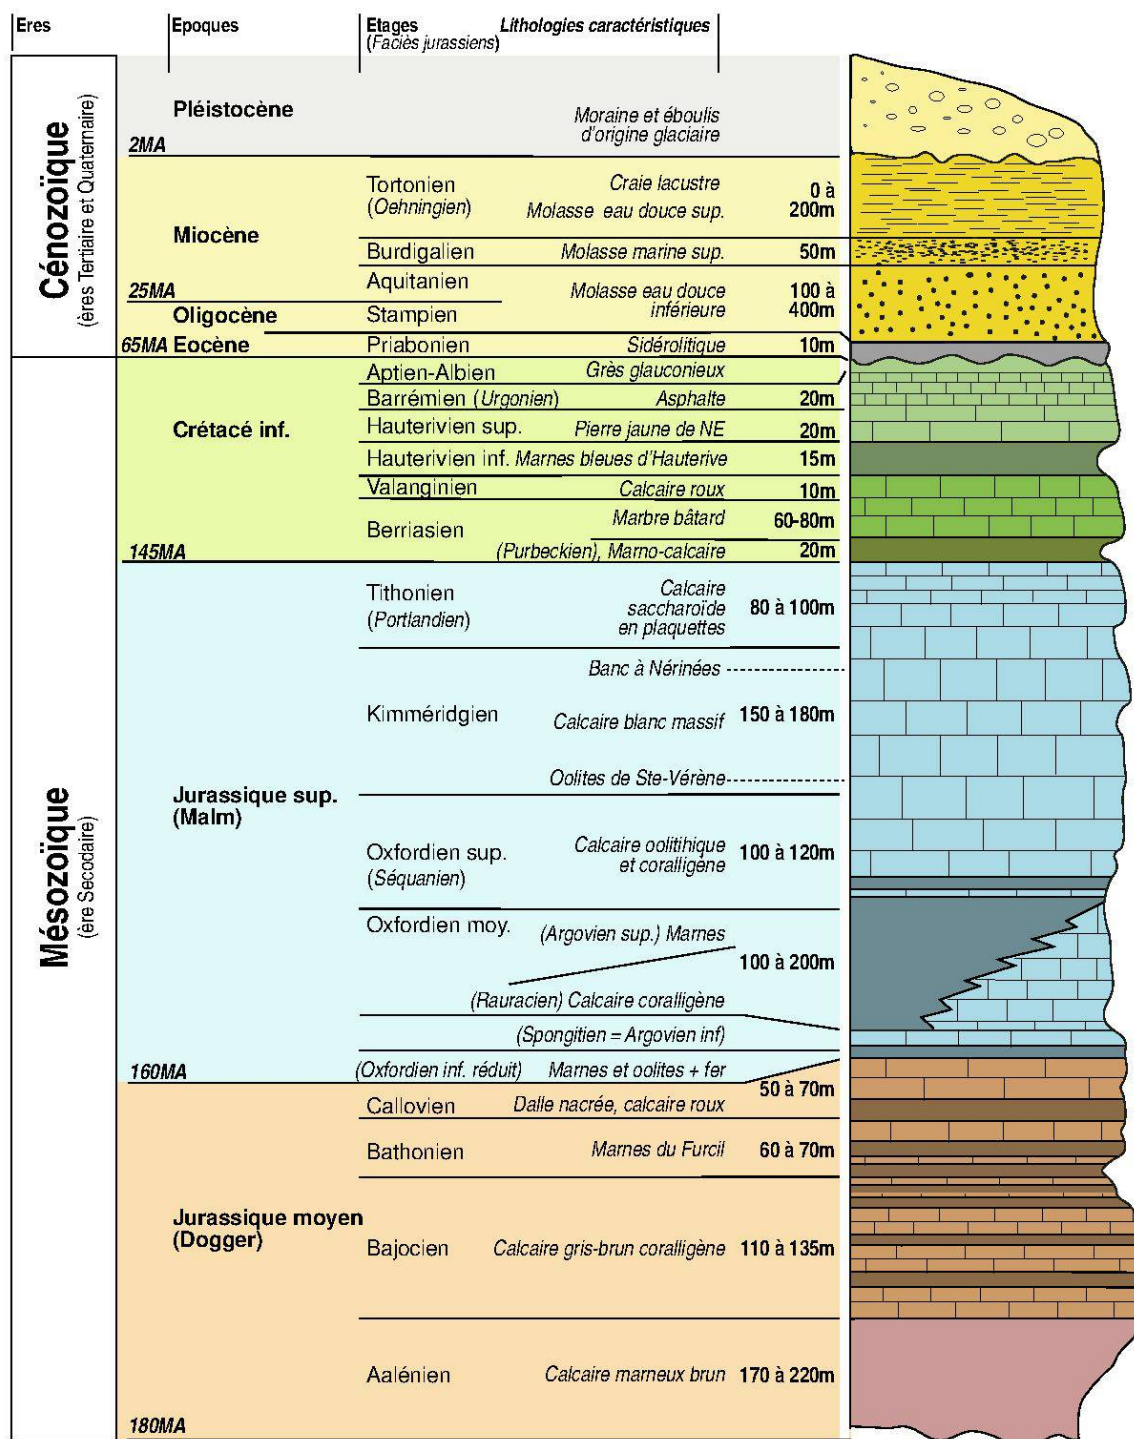 Eres
Epoques
Etages
(Faciès jurassiens)
Lithologies caractéristiques
Cénozoïque
(ères Tertiaire et Quaternaire)
Pléistocène
Moraine et éboulis
d'origine glaciaire
2MA
Miocène
Tortonien
(Oehningien)
Craie lacustre
Molasse eau douce sup.
0 à
200m
Burdigalien
Molasse marine sup.
50m
Aquitanien
25MA
Oligocène
Stampien
Molasse eau douce
inférieure
100 à
400m
65MA Eocène
Priabonien
Sidérolitique
10m
Mésozoïque
(ère Secodaire)
Crétacé inf.
Aptien-Albien
Grès glauconieux
Barrémien (Urgonien)
Asphalte
20m
Hauterivien sup.
Pierre jaune de NE
20m
Hauterivien inf.
Marnes bleues d'Hauterive
15m
Valanginien
Calcaire roux
10m
Berriasien
Marbre bâtard
60-80m
145MA
(Purbeckien), Marno-calcaire
20m
Jurassique sup.
(Malm)
Tithonien
(Portlandien)
Calcaire
saccharoïde
en plaquettes
80 à 100m
Banc à Nérinées
Kimméridgien
Calcaire blanc massif
150 à 180m
Oolites de Ste-Vérène
Oxfordien sup.
(Séquanien)
Calcaire oolitihique
et coralligène
100 à 120m
Oxfordien moy.
(Argovien sup.) Marnes
100 à 200m
(Rauracien) Calcaire coralligène
(Spongitien = Argovien inf)
160MA
(Oxfordien inf. réduit)
Marnes et oolites + fer
50 à 70m
Jurassique moyen
(Dogger)
Callovien
Dalle nacrée, calcaire roux
Bathonien
Marnes du Furcil
60 à 70m
Bajocien
Calcaire gris-brun coralligène
110 à 135m
Aalénien
Calcaire marneux brun
170 à 220m
180MA